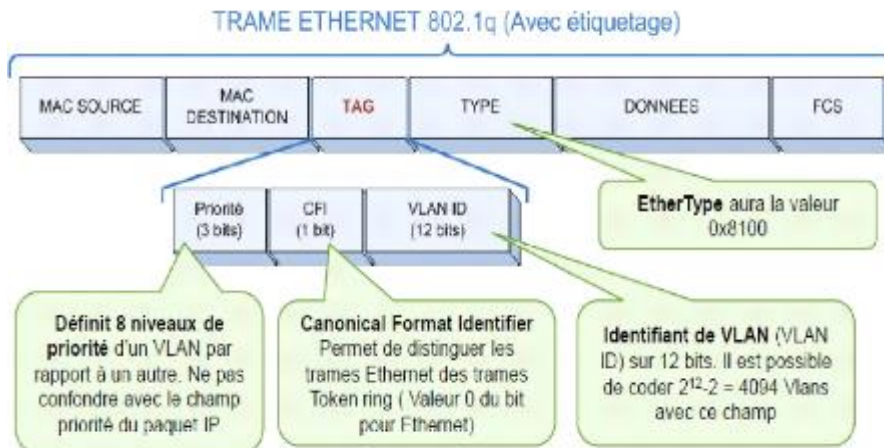 TRAME ETHERNET 802.1q (Avec étiquetage)
MAC SOURCE
MAC
DESTINATION
TAG
TYPE
DONNEES
FCS
Priorité
(3 bits)
CFI
(1 bit)
VLAN ID
(12 bits)
EtherType aura la valeur
0x8100
Définit 8 niveaux de
priorité d'un VLAN par
rapport à un autre. Ne pas
confondre avec le champ
priorité du paquet IP
Canonical Format Identifier
Permet de distinguer les
trames Ethernet des trames
Token ring ( Valeur 0 du bit
pour Ethernet)
Identifiant de VLAN (VLAN
ID) sur 12 bits. Il est possible
de coder 2¹²-2 = 4094 Vlans
avec ce champ